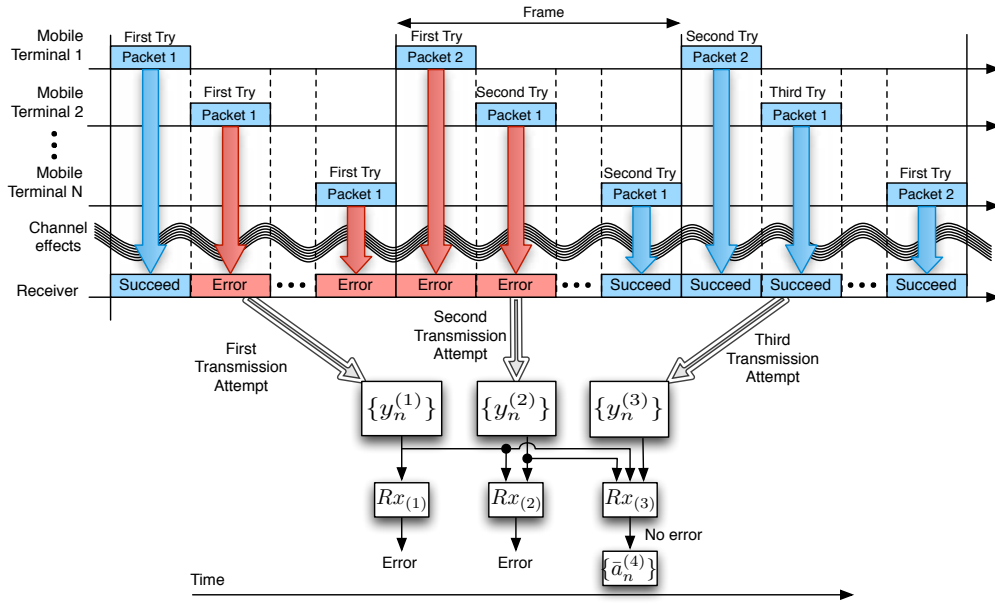 Frame
Mobile
Terminal 1
First Try
First Try
Second Try
Packet 1
Packet 2
Packet 2
Mobile
Terminal 2
First Try
Second Try
Third Try
Packet 1
Packet 1
Packet 1
Mobile
Terminal N
First Try
Second Try
First Try
Packet 1
Packet 1
Packet 2
Channel
effects
Receiver
Succeed
Error
Error
Error
Error
Succeed
Succeed
Succeed
Succeed
First
Transmission
Attempt
Second
Transmission
Attempt
Third
Transmission
Attempt
{y_n^{(1)}}
{y_n^{(2)}}
{y_n^{(3)}}
Rx_{(1)}
Rx_{(2)}
Rx_{(3)}
Error
Error
No error
{ā_n^{(4)}}
Time